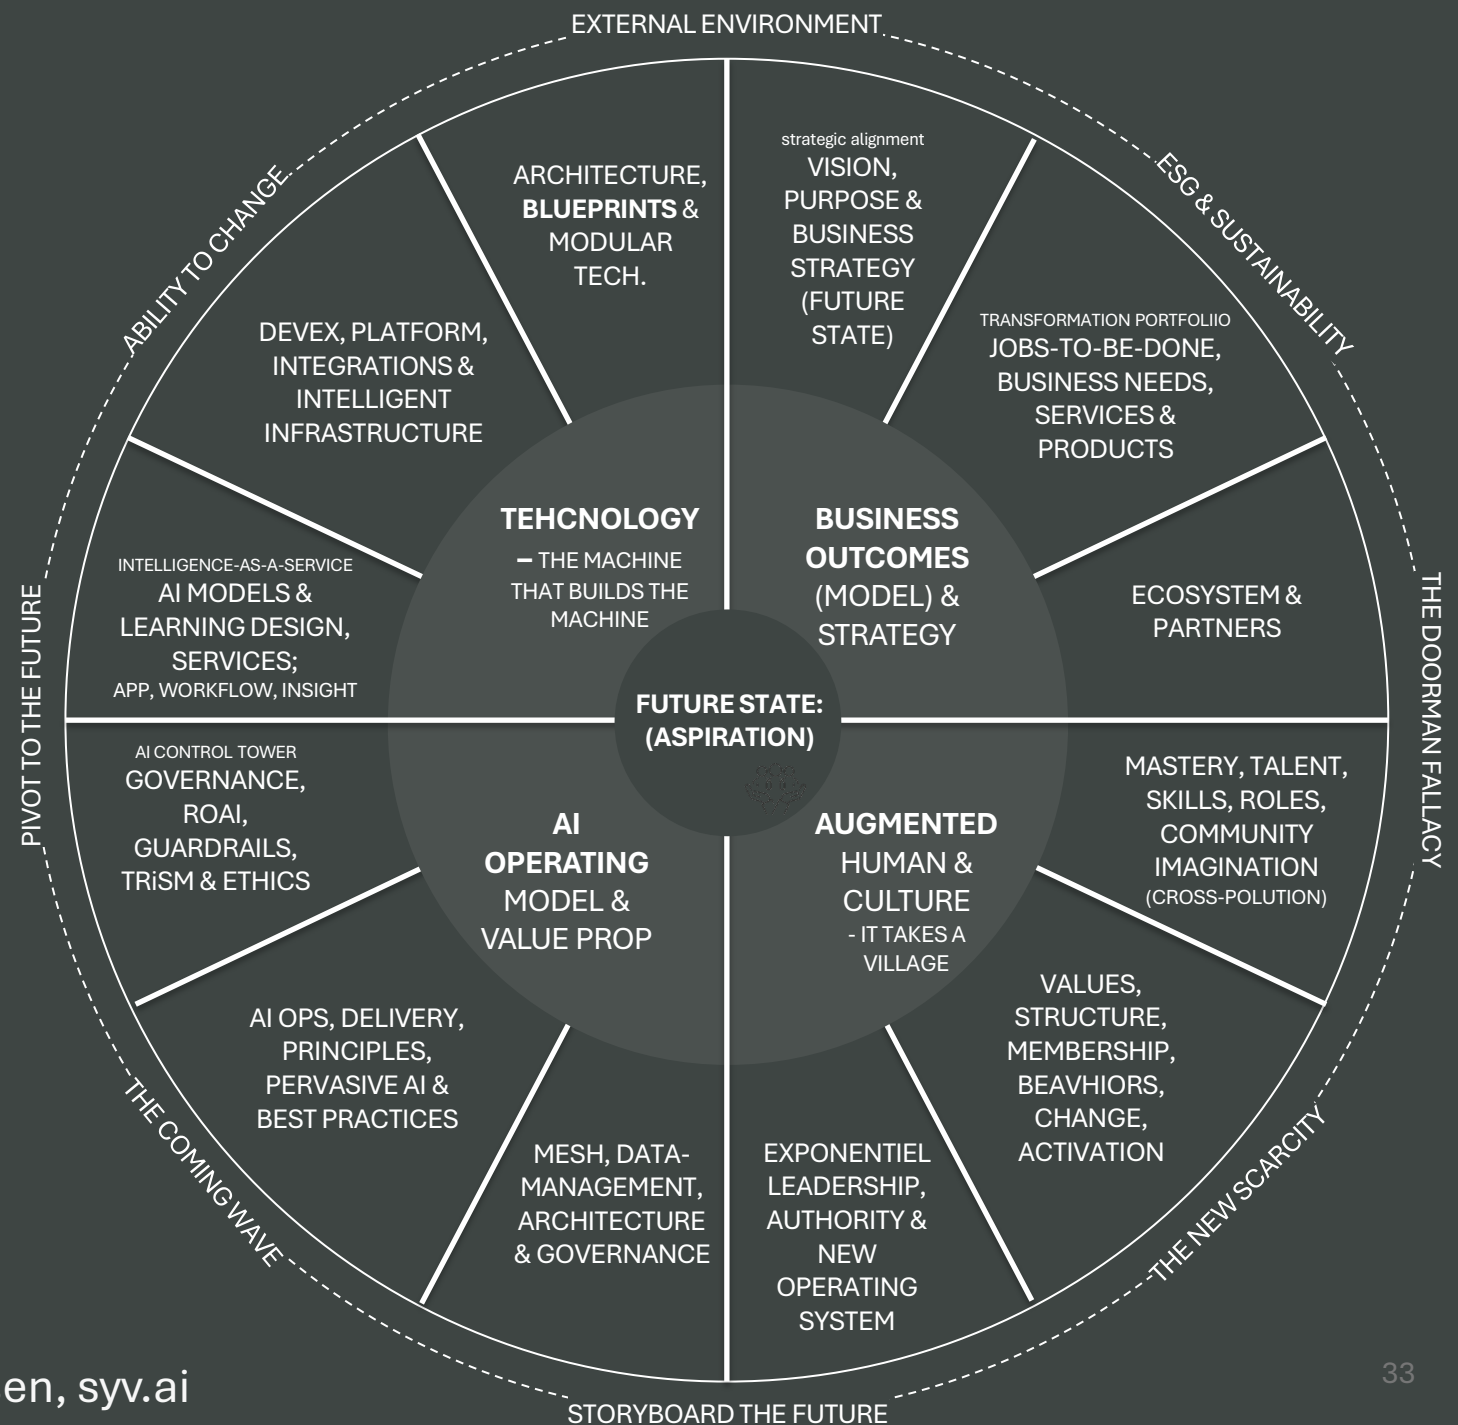 EXTERNAL ENVIRONMENT
ESG & SUSTAINABILITY
THE DOORMAN FALLACY
THE NEW SCARCITY
STORYBOARD THE FUTURE
THE COMING WAVE
PIVOT TO THE FUTURE
ABILITY TO CHANGE
ARCHITECTURE,
BLUEPRINTS &
MODULAR
TECH.
strategic alignment
VISION,
PURPOSE &
BUSINESS
STRATEGY
(FUTURE
STATE)
TRANSFORMATION PORTFOLIIO
JOBS-TO-BE-DONE,
BUSINESS NEEDS,
SERVICES &
PRODUCTS
ECOSYSTEM &
PARTNERS
MASTERY, TALENT,
SKILLS, ROLES,
COMMUNITY
IMAGINATION
(CROSS-POLUTION)
VALUES,
STRUCTURE,
MEMBERSHIP,
BEAVHIORS,
CHANGE,
ACTIVATION
EXPONENTIEL
LEADERSHIP,
AUTHORITY &
NEW
OPERATING
SYSTEM
MESH, DATA-
MANAGEMENT,
ARCHITECTURE
& GOVERNANCE
AI OPS, DELIVERY,
PRINCIPLES,
PERVASIVE AI &
BEST PRACTICES
AI CONTROL TOWER
GOVERNANCE,
ROAI,
GUARDRAILS,
TRiSM & ETHICS
INTELLIGENCE-AS-A-SERVICE
AI MODELS &
LEARNING DESIGN,
SERVICES;
APP, WORKFLOW, INSIGHT
DEVEX, PLATFORM,
INTEGRATIONS &
INTELLIGENT
INFRASTRUCTURE
TEHCNOLOGY
– THE MACHINE
THAT BUILDS THE
MACHINE
BUSINESS
OUTCOMES
(MODEL) &
STRATEGY
FUTURE STATE:
(ASPIRATION)
AI
OPERATING
MODEL &
VALUE PROP
AUGMENTED
HUMAN &
CULTURE
- IT TAKES A
VILLAGE
en, syv.ai
33